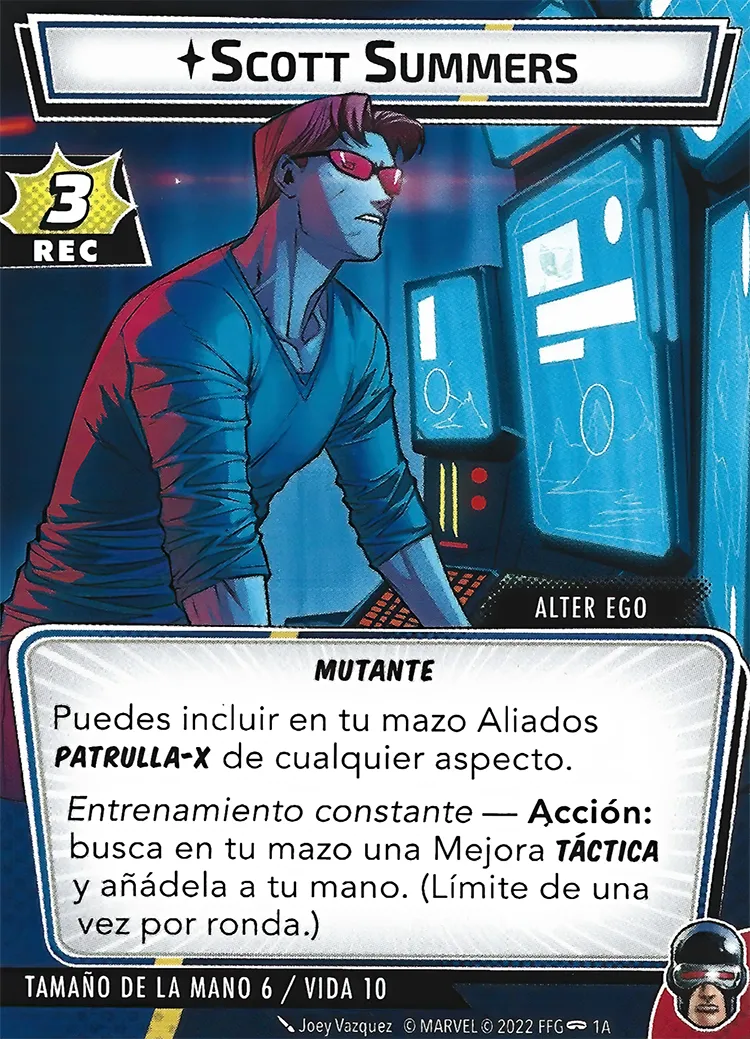 SCOTT SUMMERS
3
REC
ALTER EGO
MUTANTE
Puedes incluir en tu mazo Aliados
PATRULLA-X de cualquier aspecto.
Entrenamiento constante — Acción:
busca en tu mazo una Mejora TÁCTICA
y añádela a tu mano. (Límite de una
vez por ronda.)
TAMAÑO DE LA MANO 6 / VIDA 10
Joey Vazquez © MARVEL © 2022 FFG 1A